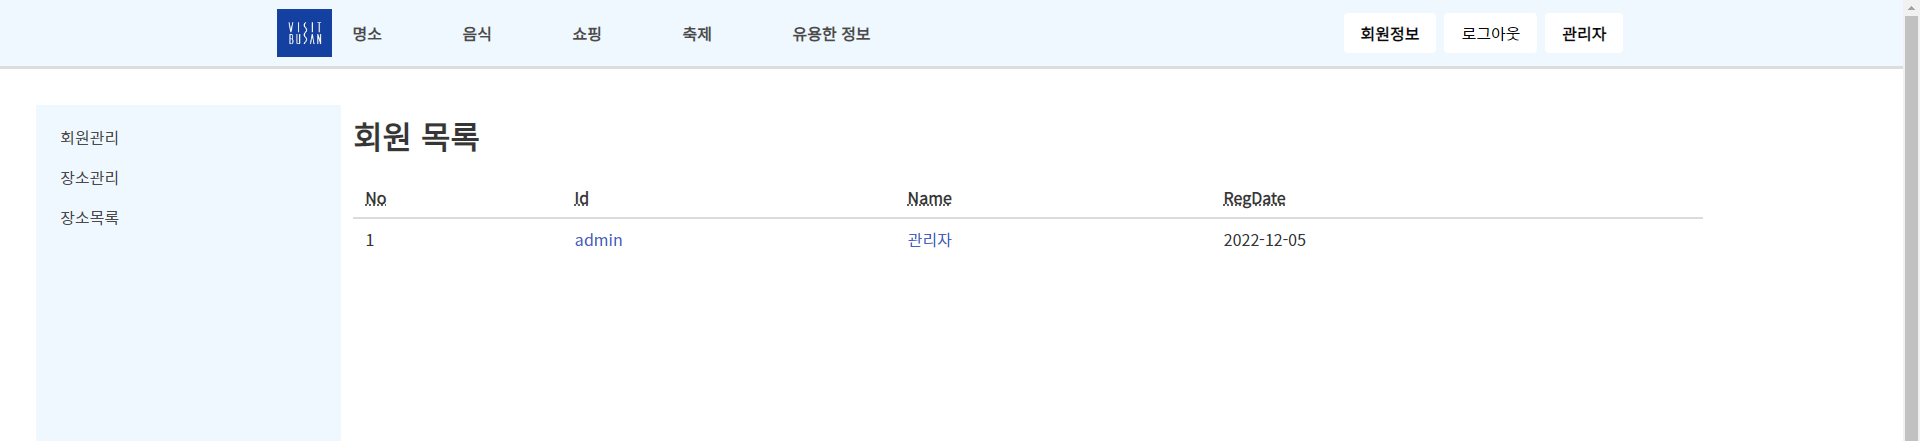 VISIT
BUSAN
명소 음식 쇼핑 축제 유용한 정보 회원정보 로그아웃 관리자
회원관리
장소관리
장소목록
회원 목록
No Id Name RegDate
1 admin 관리자 2022-12-05